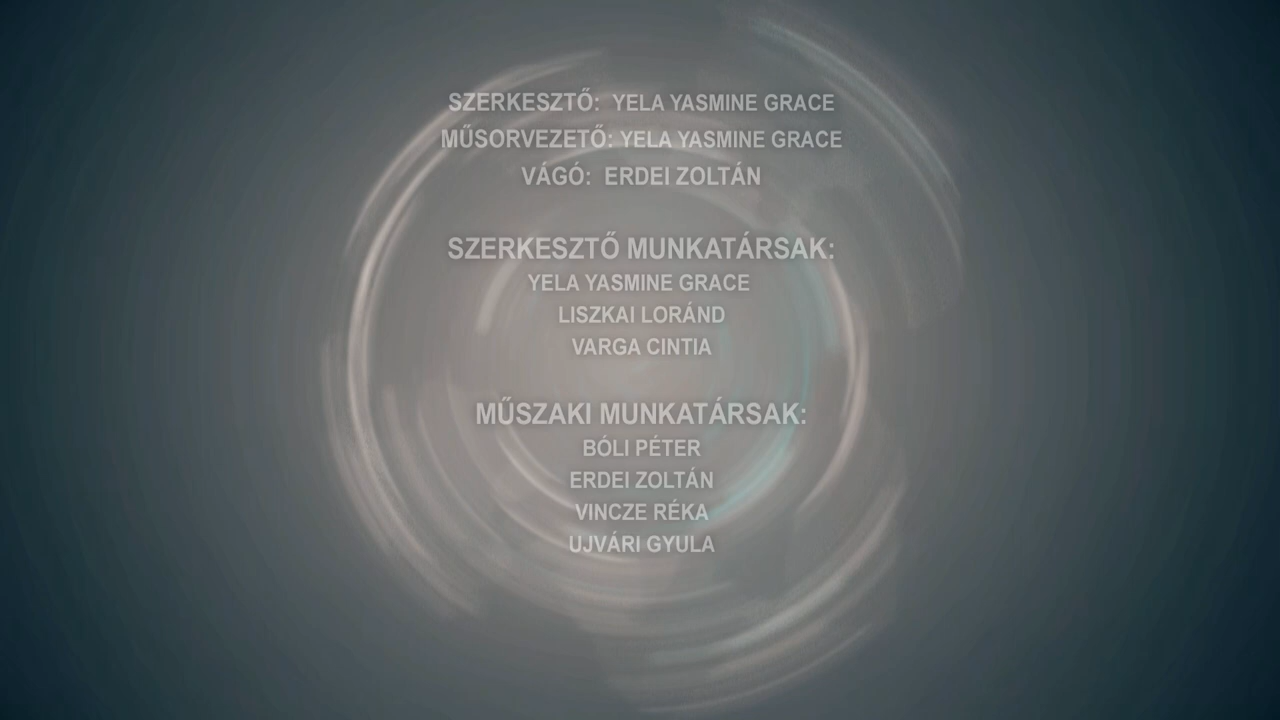 SZERKESZTŐ: YELA YASMINE GRACE
MŰSORVEZETŐ: YELA YASMINE GRACE
VÁGÓ: ERDEI ZOLTÁN
SZERKESZTŐ MUNKATÁRSAK:
YELA YASMINE GRACE
LISZKAI LORÁND
VARGA CINTIA
MŰSZAKI MUNKATÁRSAK:
BÓLI PÉTER
ERDEI ZOLTÁN
VINCZE RÉKA
UJVÁRI GYULA